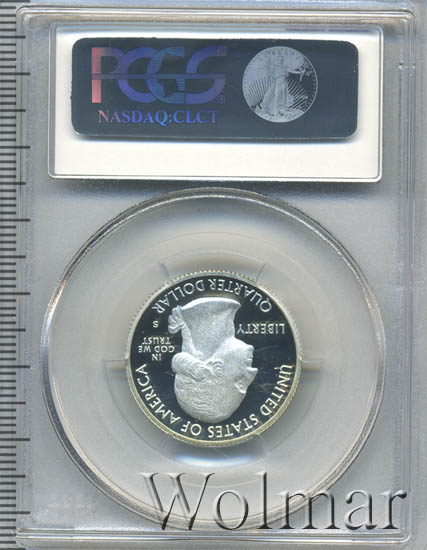 PCGS
NASDAQ:CLCT
QUARTER DOLLAR
LIBERTY
S
IN
GOD WE
TRUST
UNITED STATES OF AMERICA
Wolmar